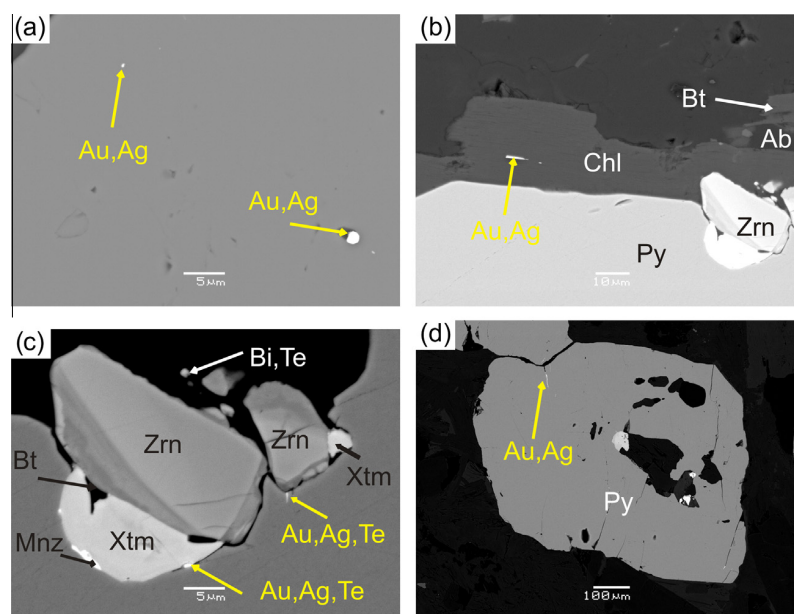 (a)
Au,Ag
Au,Ag
5µm
(b)
Bt
Ab
Chl
Au,Ag
Zrn
Py
10µm
(c)
Bi,Te
Zrn
Zrn
Bt
Xtm
Au,Ag,Te
Mnz
Xtm
Au,Ag,Te
5µm
(d)
Au,Ag
Py
100µm